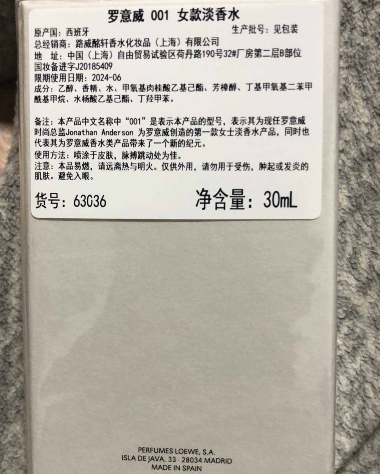 罗意威 001 女款淡香水
原产国：西班牙 生产批号：见包装
总经销商：路威酩轩香水化妆品（上海）有限公司
地 址：中国（上海）自由贸易试验区荷丹路190号32#厂房第二层B部位
国妆备进字J20185409
限期使用日期：2024-06
成分：乙醇、香精、水、甲氧基肉桂酸乙基己酯、芳樟醇、丁基甲氧基二苯甲
酰基甲烷、水杨酸乙基己酯、丁羟甲苯。
备注：本产品中文名称中“001”是表示本产品的型号，表示其为现任罗意威
时尚总监Jonathan Anderson 为罗意威创造的第一款女士淡香水产品，同时也
代表其为罗意威香水类产品带来了一个新的纪元。
使用方法：喷涂于皮肤，脉搏跳动处为佳。
注意：本品易燃，请远离热与明火。仅供外用，请勿用于受伤，肿起或发炎的
肌肤。避免入眼。
货号：63036 净含量：30mL
PERFUMES LOEWE, S.A.
ISLA DE JAVA, 33 - 28034 MADRID
MADE IN SPAIN